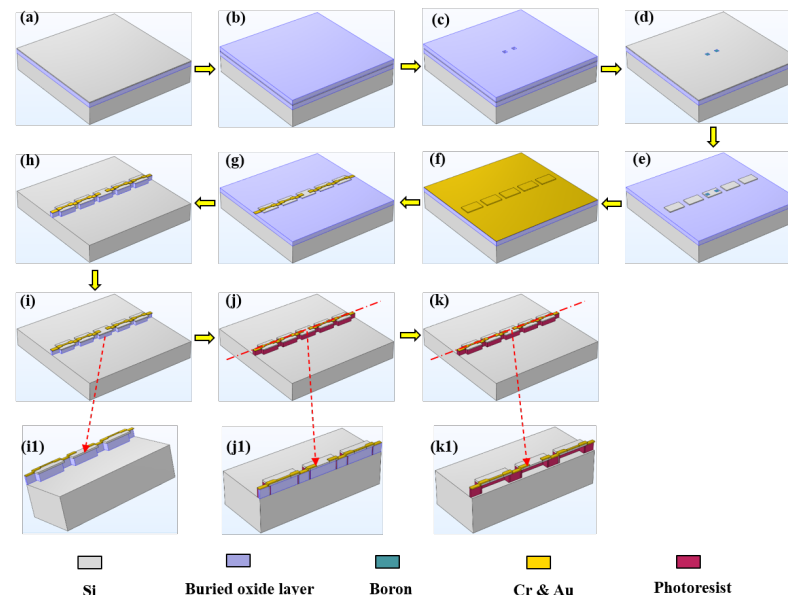 (a)
(b)
(c)
(d)
(h)
(g)
(f)
(e)
(i)
(j)
(k)
(i1)
(j1)
(k1)
Si
Buried oxide layer
Boron
Cr & Au
Photoresist